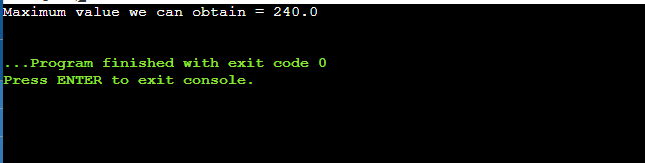 Maximum value we can obtain = 240.0
...Program finished with exit code 0
Press ENTER to exit console.